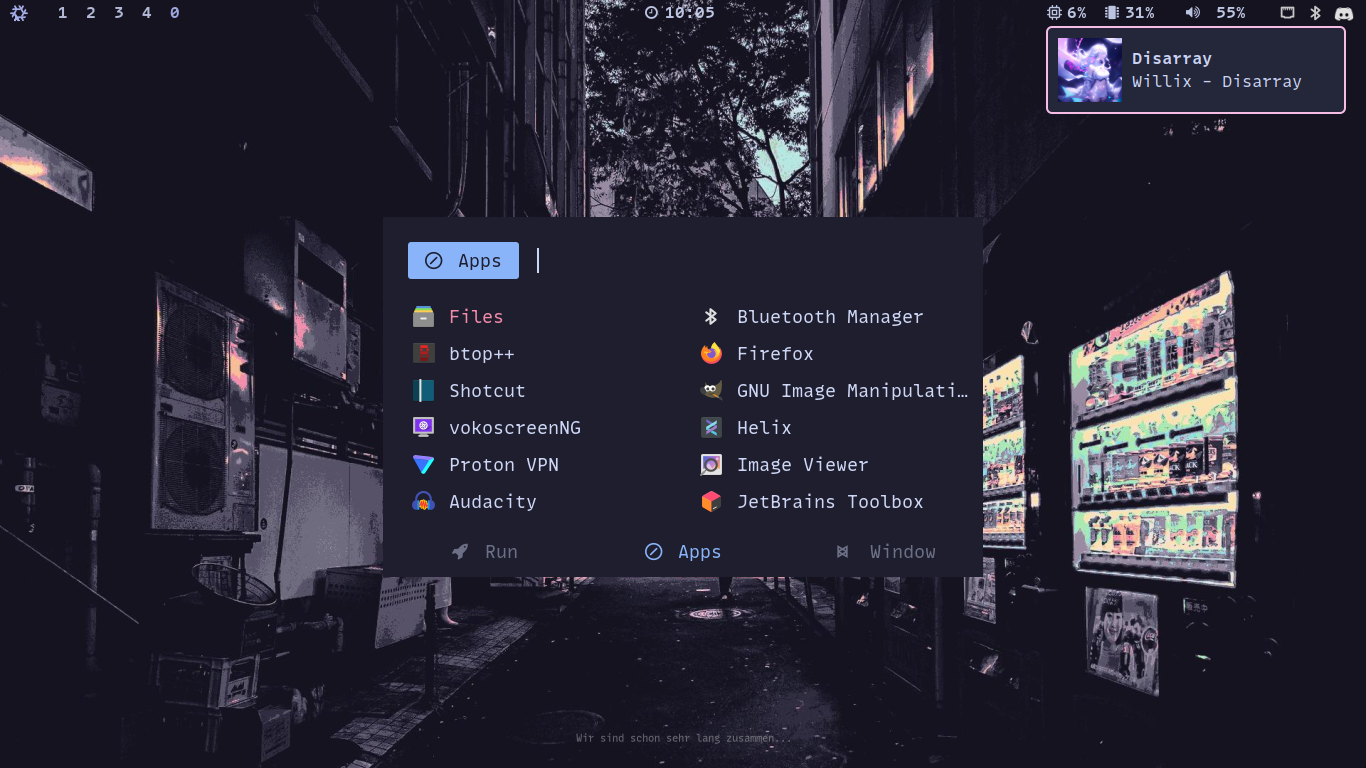 1 2 3 4 0
10:05
6% 31% 55%
Disarray
Willix - Disarray
Apps
Files
Bluetooth Manager
btop++
Firefox
Shotcut
GNU Image Manipulati…
vokoscreenNG
Helix
Proton VPN
Image Viewer
Audacity
JetBrains Toolbox
Run
Apps
Window
Wir sind schon sehr lang zusammen...